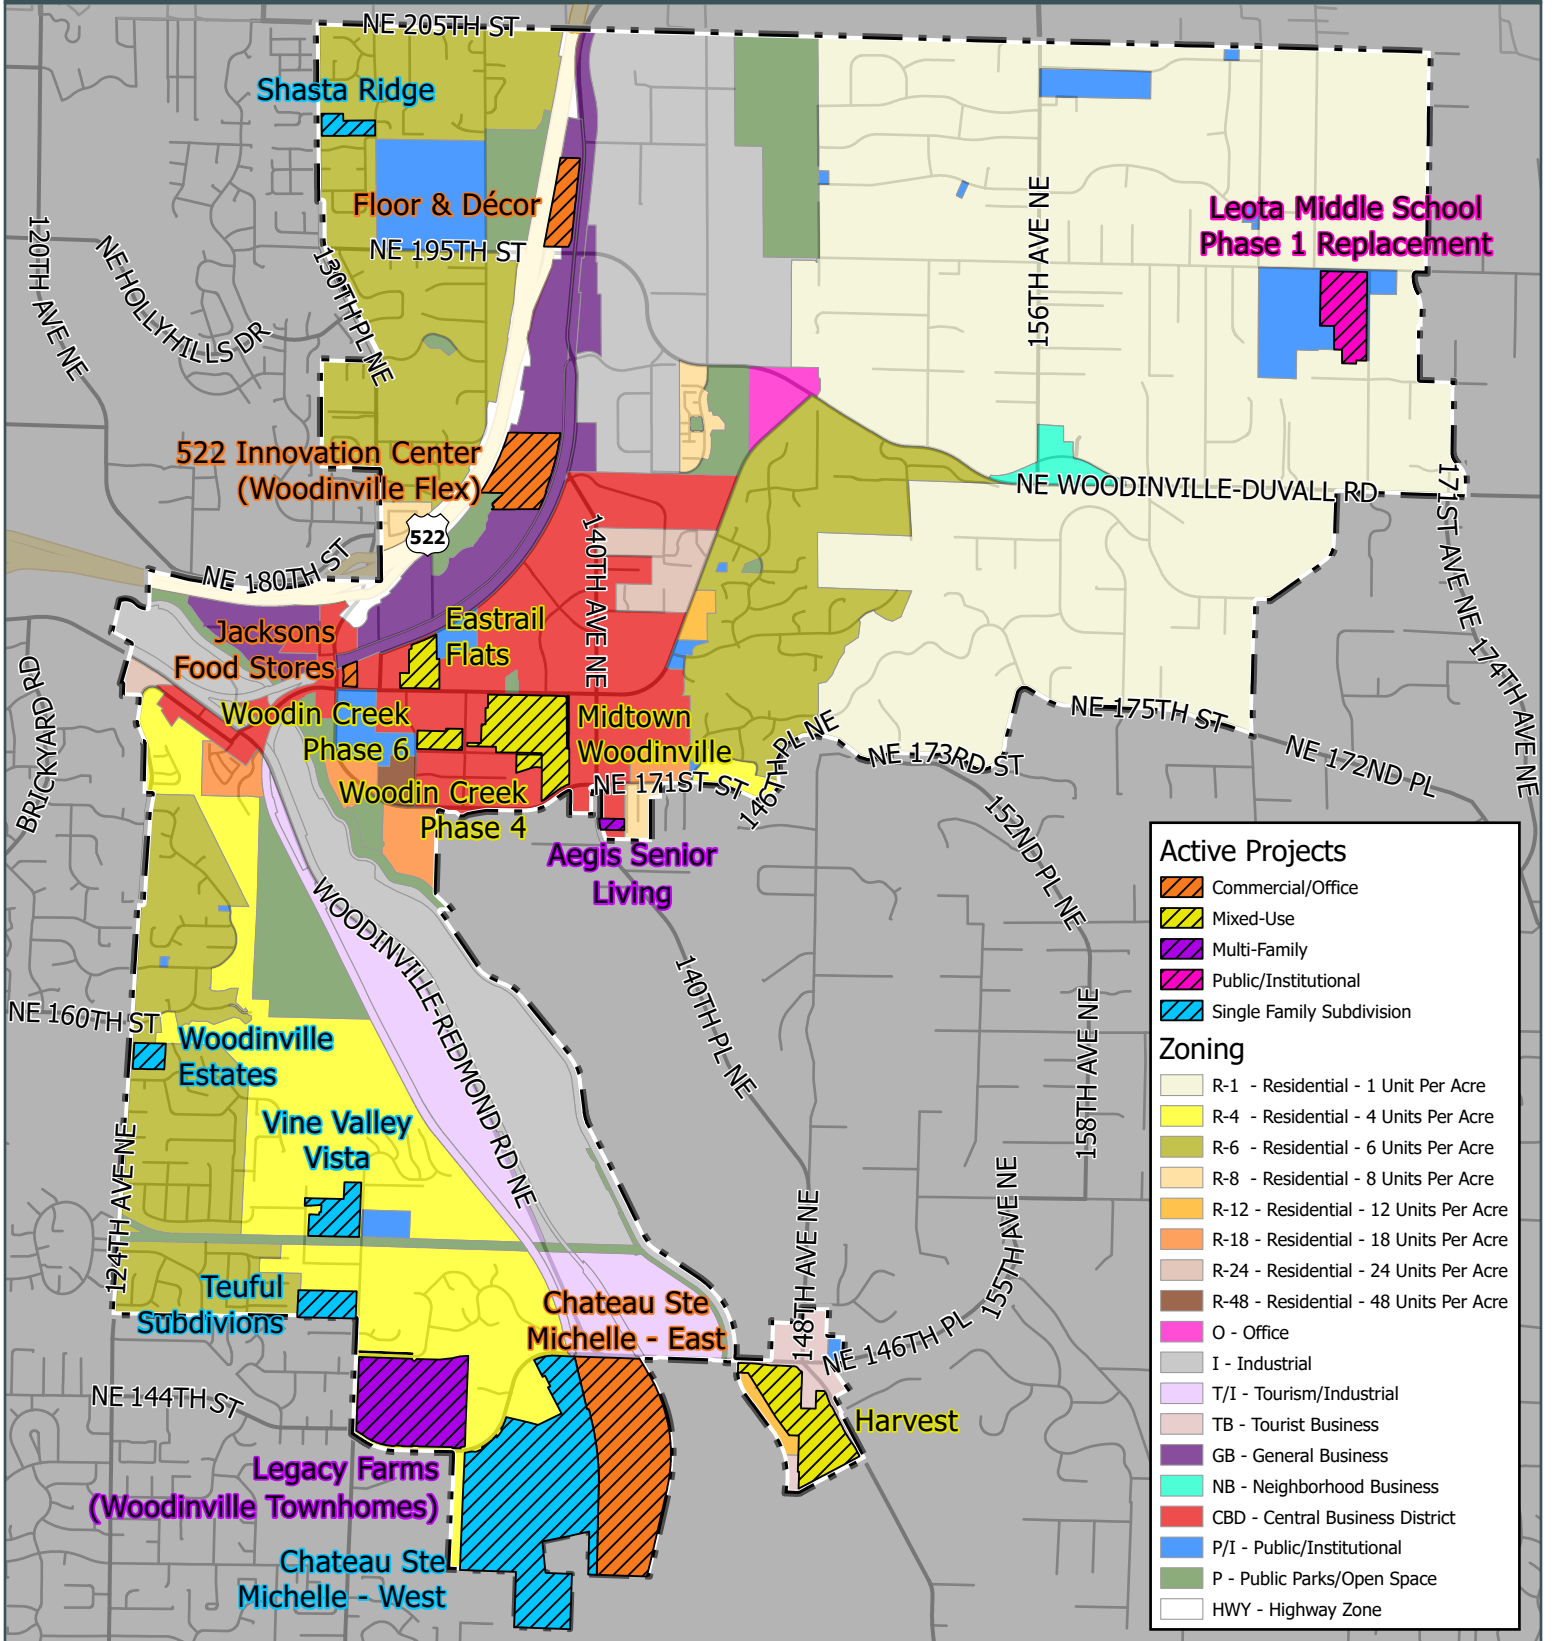 NE 205TH ST
Shasta Ridge
Floor & Décor
NE 195TH ST
120TH AVE NE
NE HOLLYHILLS DR
130TH PL NE
156TH AVE NE
Leota Middle School
Phase 1 Replacement
522 Innovation Center
(Woodinville Flex)
522
NE WOODINVILLE-DUVALL RD
171ST AVE NE
140TH AVE NE
NE 180TH ST
Jacksons
Food Stores
Eastrail
Flats
174TH AVE NE
BRICKYARD RD
Woodin Creek
Phase 6
Midtown
Woodinville
NE 175TH ST
146TH PL NE
NE 173RD ST
NE 172ND PL
NE 171ST ST
Woodin Creek
Phase 4
152ND PL NE
Aegis Senior
Living
WOODINVILLE-REDMOND RD NE
140TH PL NE
NE 160TH ST
Woodinville
Estates
158TH AVE NE
Vine Valley
Vista
124TH AVE NE
148TH AVE NE
155TH AVE NE
Teuful
Subdivions
Chateau Ste
Michelle - East
NE 146TH PL
NE 144TH ST
Harvest
Legacy Farms
(Woodinville Townhomes)
Chateau Ste
Michelle - West
Active Projects
Commercial/Office
Mixed-Use
Multi-Family
Public/Institutional
Single Family Subdivision
Zoning
R-1 - Residential - 1 Unit Per Acre
R-4 - Residential - 4 Units Per Acre
R-6 - Residential - 6 Units Per Acre
R-8 - Residential - 8 Units Per Acre
R-12 - Residential - 12 Units Per Acre
R-18 - Residential - 18 Units Per Acre
R-24 - Residential - 24 Units Per Acre
R-48 - Residential - 48 Units Per Acre
O - Office
I - Industrial
T/I - Tourism/Industrial
TB - Tourist Business
GB - General Business
NB - Neighborhood Business
CBD - Central Business District
P/I - Public/Institutional
P - Public Parks/Open Space
HWY - Highway Zone